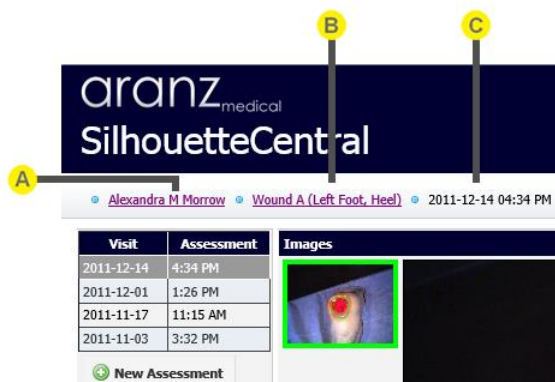 B
C
aranz medical
SilhouetteCentral
A
Alexandra M Morrow Wound A (Left Foot, Heel) 2011-12-14 04:34 PM
Visit Assessment Images
2011-12-14 4:34 PM
2011-12-01 1:26 PM
2011-11-17 11:15 AM
2011-11-03 3:32 PM
New Assessment